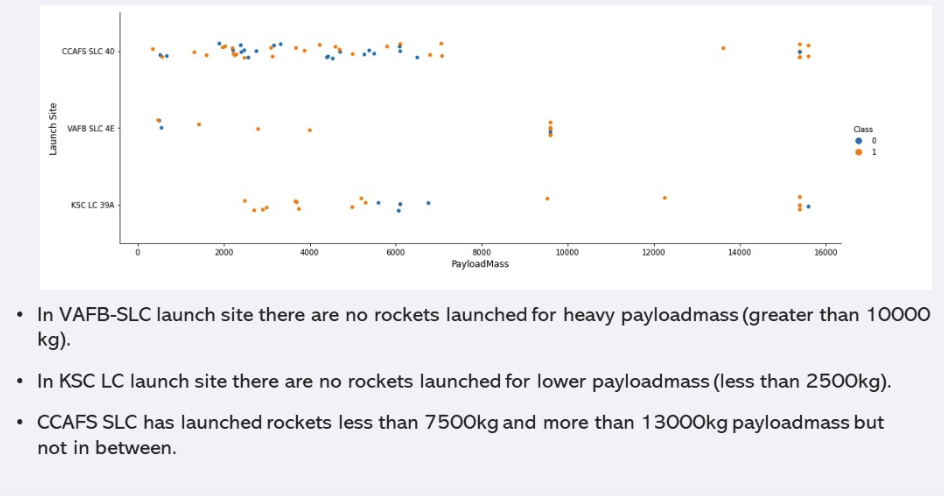 CCAFS SLC 40
VAFB SLC 4E
KSC LC 39A
Launch Site
0 2000 4000 6000 8000 10000 12000 14000 16000
PayloadMass
Class
0
1
• In VAFB-SLC launch site there are no rockets launched for heavy payloadmass (greater than 10000
kg).
• In KSC LC launch site there are no rockets launched for lower payloadmass (less than 2500kg).
• CCAFS SLC has launched rockets less than 7500kg and more than 13000kg payloadmass but
not in between.